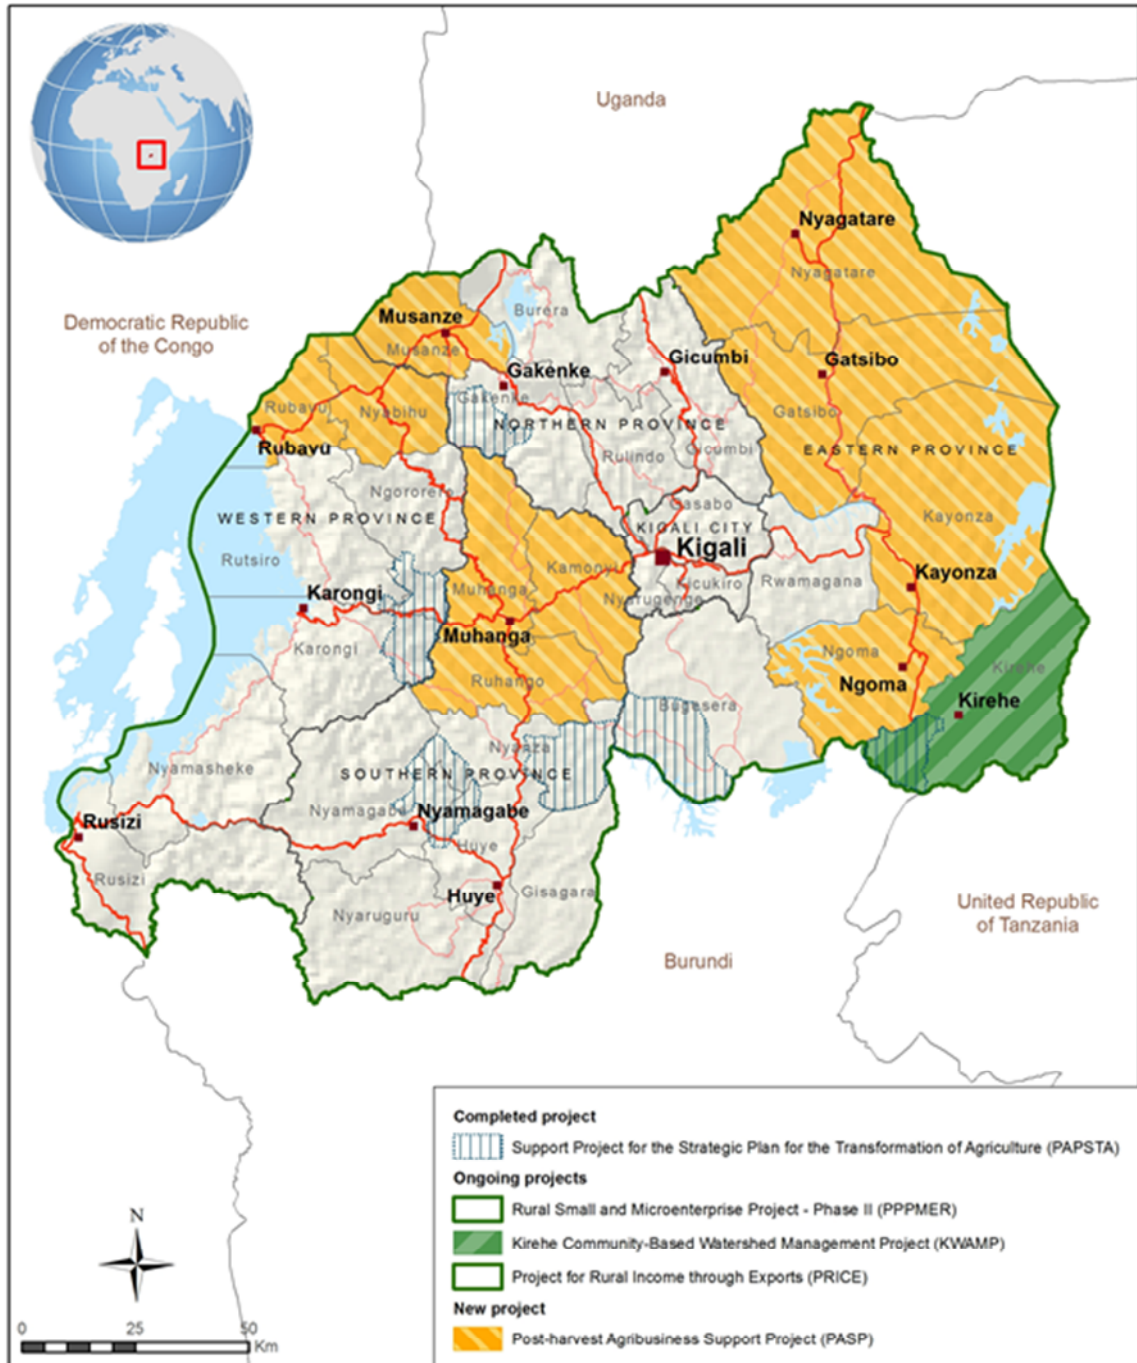 Uganda
Democratic Republic
of the Congo
Nyagatare
Nyagatare
Musanze
Musanze
Burera
Gicumbi
Gatsibo
Gakenke
Gakenke
Rubavu
Nyabihu
Gatsibo
NORTHERN PROVINCE
Rubavu
Rulindo
Gicumbi
EASTERN PROVINCE
Ngororero
WESTERN PROVINCE
Gasabo
KIGALI CITY
Kayonza
Kigali
Rutsiro
Kamonyi
Kayonza
Karongi
Muhanga
Kicukiro
Rwamagana
Nyarugenge
Muhanga
Karongi
Ngoma
Kirehe
Ruhango
Ngoma
Kirehe
Bugesera
Nyanza
Nyamasheke
SOUTHERN PROVINCE
Nyamagabe
Nyamagabe
Rusizi
Huye
Rusizi
Huye
Gisagara
Nyaruguru
United Republic
of Tanzania
Burundi
Completed project
Support Project for the Strategic Plan for the Transformation of Agriculture (PAPSTA)
Ongoing projects
Rural Small and Microenterprise Project - Phase II (PPPMER)
Kirehe Community-Based Watershed Management Project (KWAMP)
Project for Rural Income through Exports (PRICE)
New project
Post-harvest Agribusiness Support Project (PASP)
N
0 25 50
Km